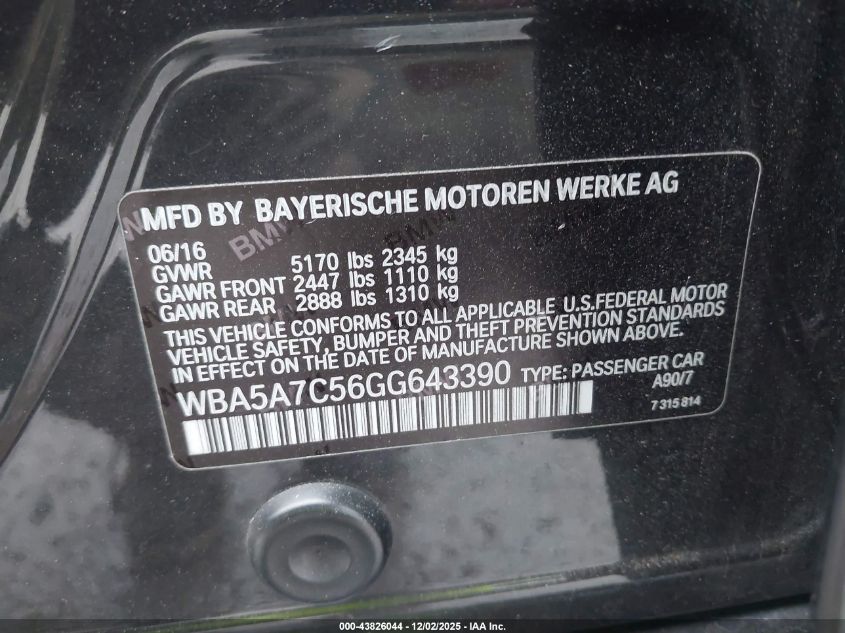 MFD BY BAYERISCHE MOTOREN WERKE AG
06/16
GVWR 5170 lbs 2345 kg
GAWR FRONT 2447 lbs 1110 kg
GAWR REAR 2888 lbs 1310 kg
THIS VEHICLE CONFORMS TO ALL APPLICABLE U.S.FEDERAL MOTOR
VEHICLE SAFETY, BUMPER AND THEFT PREVENTION STANDARDS
IN EFFECT ON THE DATE OF MANUFACTURE SHOWN ABOVE.
WBA5A7C56GG643390 TYPE: PASSENGER CAR
A90/7
7 315 814
000-43826044 - 12/02/2025 - IAA Inc.